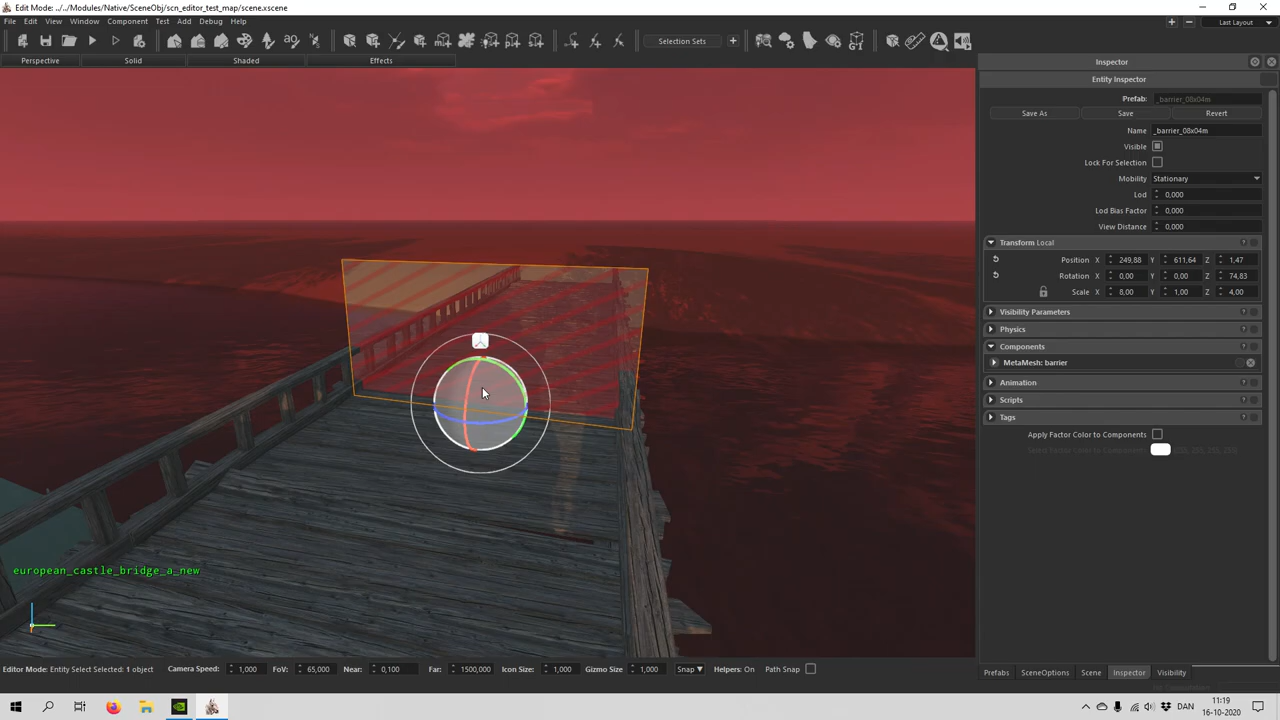 Edit Mode: ../../Modules/Native/SceneObj/scn_editor_test_map/scene.xscene
File Edit View Window Component Test Add Debug Help
Last Layout
Selection Sets
Perspective Solid Shaded Effects
Inspector
Entity Inspector
Prefab: _barrier_08x04m
Save As Save Revert
Name _barrier_08x04m
Visible
Lock For Selection
Mobility Stationary
Lod 0,000
Lod Bias Factor 0,000
View Distance 0,000
Transform Local
Position X 249,88 Y 611,64 Z 1,47
Rotation X 0,00 Y 0,00 Z 74,83
Scale X 8,00 Y 1,00 Z 4,00
Visibility Parameters
Physics
Components
MetaMesh: barrier
Animation
Scripts
Tags
Apply Factor Color to Components
european_castle_bridge_a_new
Editor Mode: Entity Select Selected: 1 object Camera Speed: 1,000 FoV: 65,000 Near: 0,100 Far: 1500,000 Icon Size: 1,000 Gizmo Size 1,000 Snap Helpers: On Path Snap
Prefabs SceneOptions Scene Inspector Visibility
DAN
11:19
16-10-2020